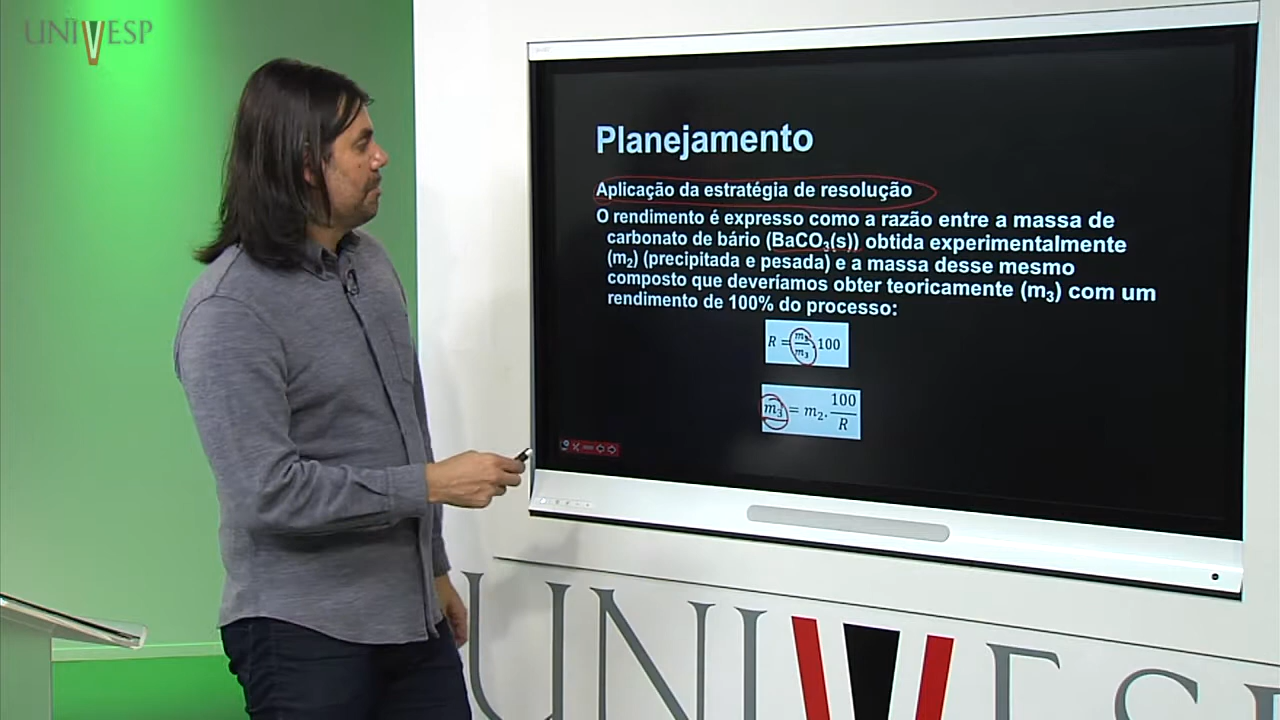 UNIVESP
Planejamento
Aplicação da estratégia de resolução
O rendimento é expresso como a razão entre a massa de
carbonato de bário (BaCO₃(s)) obtida experimentalmente
(m₂) (precipitada e pesada) e a massa desse mesmo
composto que deveríamos obter teoricamente (m₃) com um
rendimento de 100% do processo:
R = m₂/m₃ .100
m₃ = m₂. 100/R
UNIVES